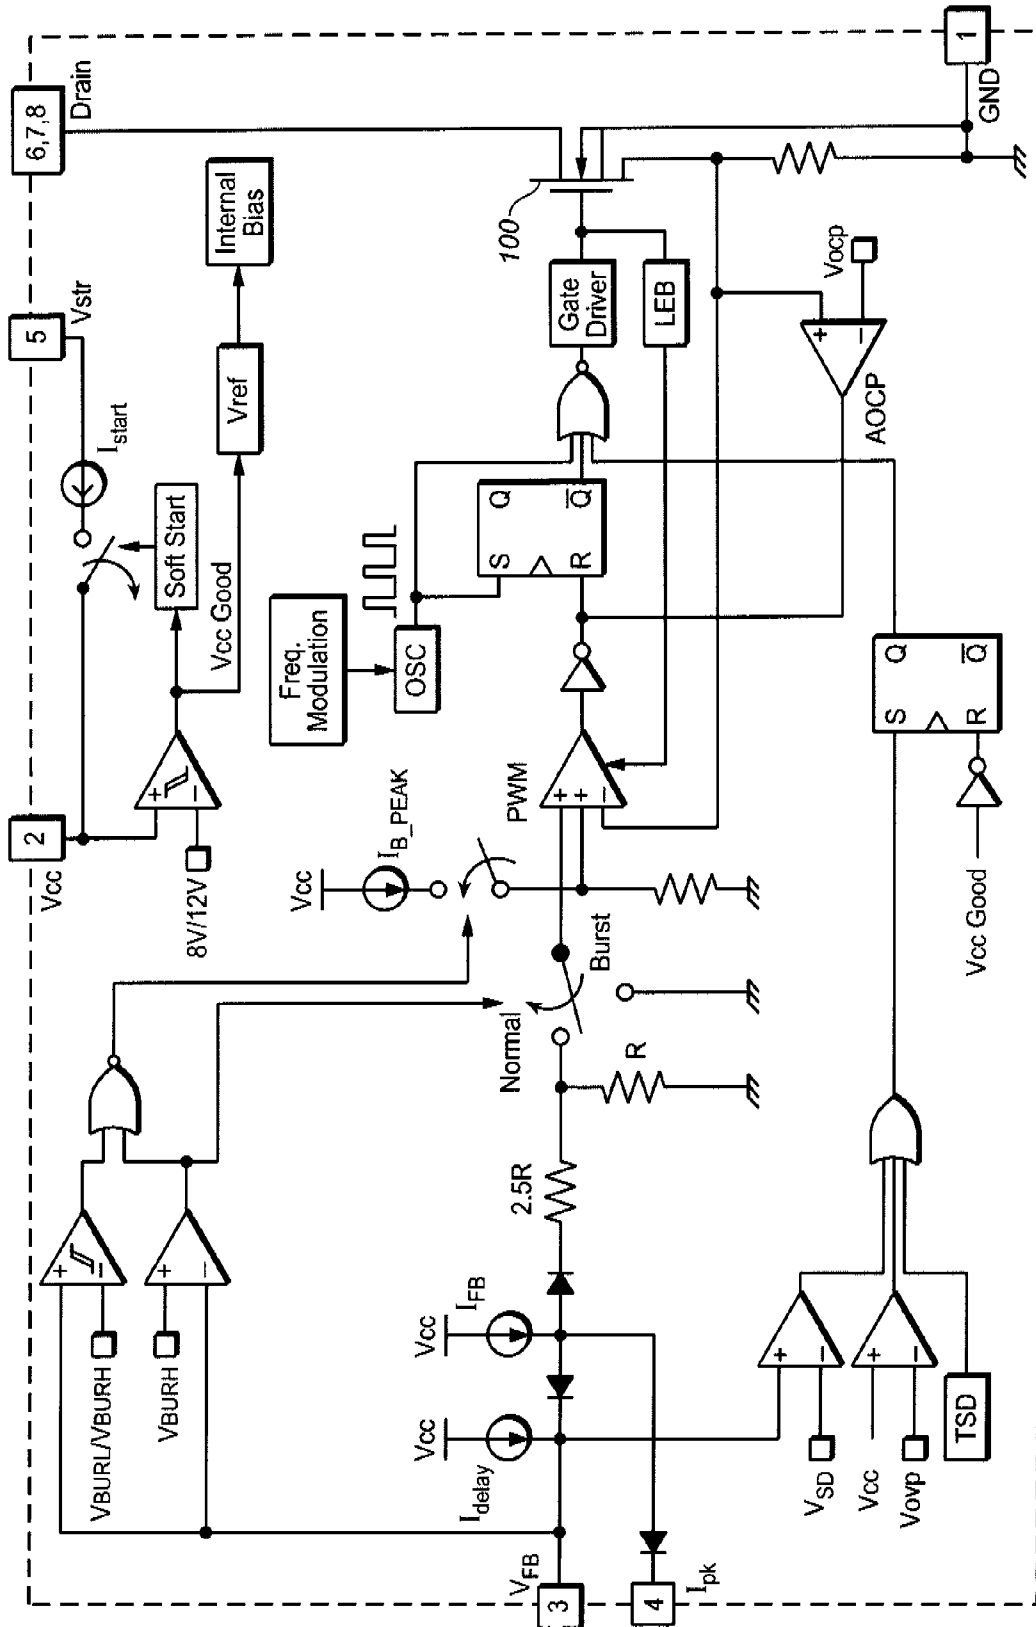 Vcc
2
Vstr
5
Drain
6,7,8
I start
8V/12V
Soft Start
Vcc Good
Vref
Internal
Bias
VBURL/VBURH
VBURH
+
−
+
−
+
−
Vcc
IB_PEAK
Freq.
Modulation
OSC
VFB
3
Idelay
Vcc
IFB
Vcc
2.5R
R
Normal
Burst
PWM
+
+
−
S
Q
R
Q
Gate
Driver
LEB
100
4
Ipk
AOCP
+
−
Vocp
GND
1
VSD
Vcc
Vovp
TSD
+
−
+
−
Vcc Good
S
Q
R
Q